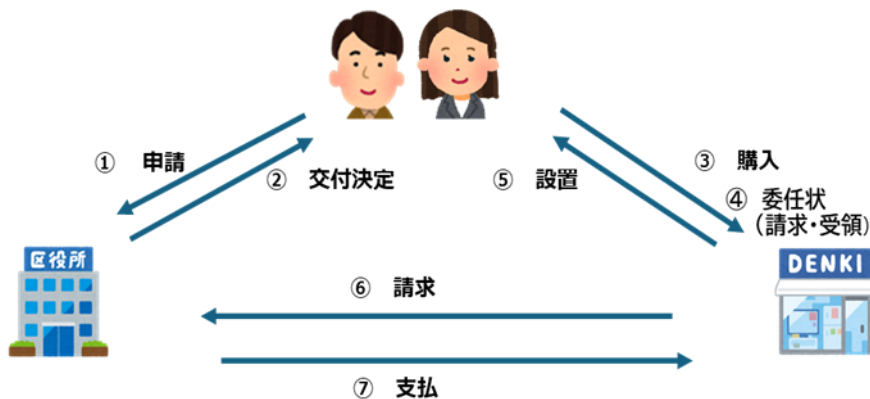 ① 申請
② 交付決定
③ 購入
④ 委任状
（請求・受領）
⑤ 設置
区役所
DENKI
⑥ 請求
⑦ 支払